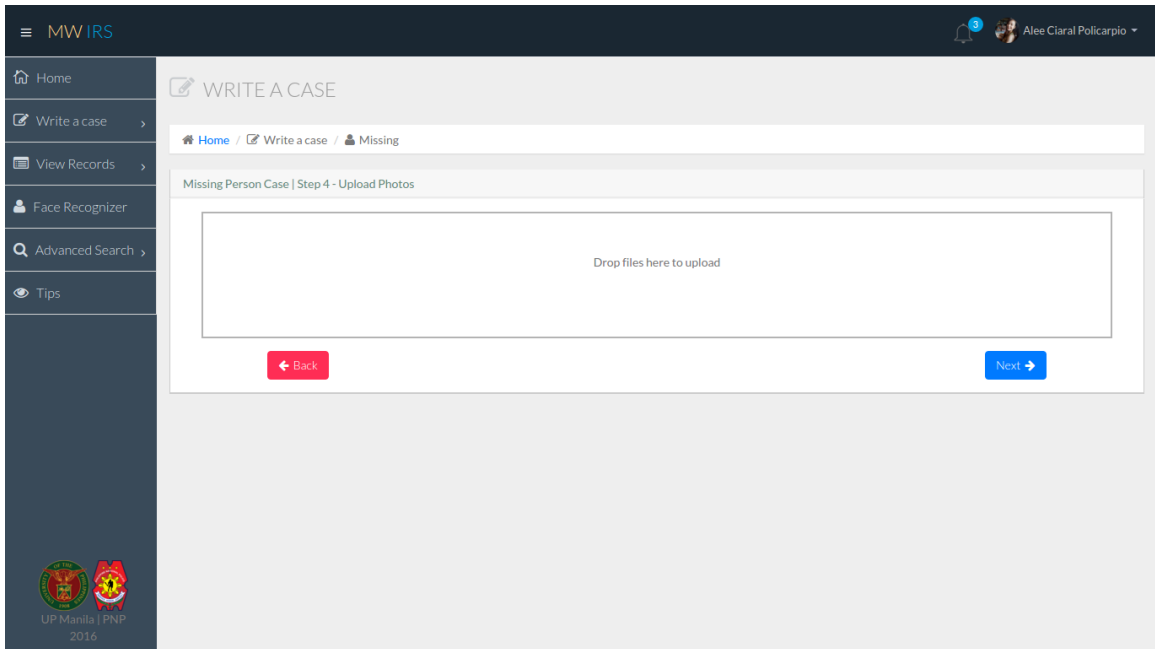 MW IRS
3
Alee Ciaral Policarpio
Home
Write a case
View Records
Face Recognizer
Advanced Search
Tips
WRITE A CASE
Home / Write a case / Missing
Missing Person Case | Step 4 - Upload Photos
Drop files here to upload
Back
Next
UP Manila | PNP
2016